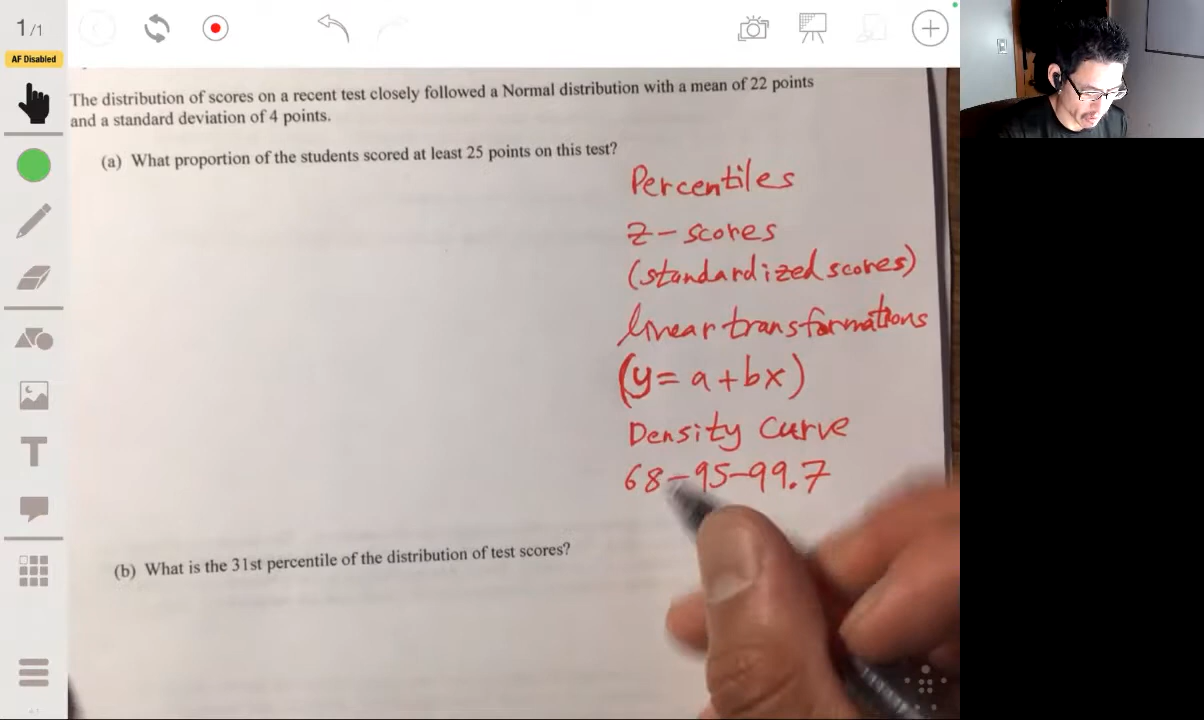 1/1
AF Disabled
T
The distribution of scores on a recent test closely followed a Normal distribution with a mean of 22 points
and a standard deviation of 4 points.
(a) What proportion of the students scored at least 25 points on this test?
Percentiles
z-scores
(standardized scores)
linear transformations
(y = a + bx)
Density Curve
68-95-99.7
(b) What is the 31st percentile of the distribution of test scores?